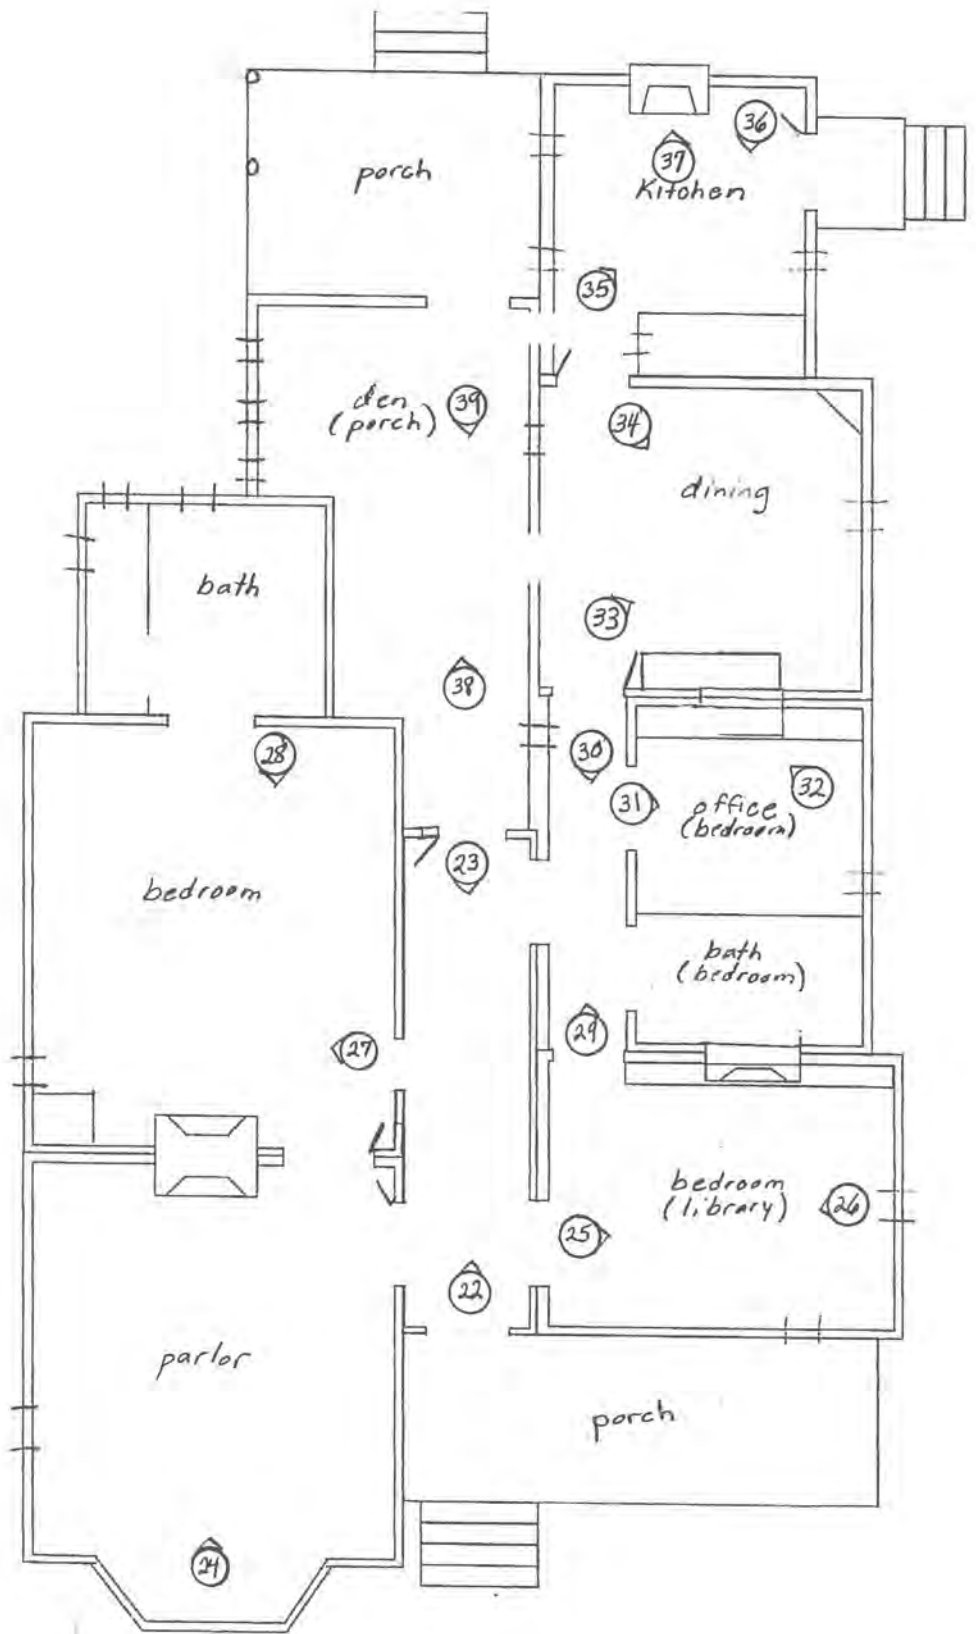 36
porch
37
Kitchen
35
den
(porch)
39
34
dining
bath
33
38
28
30
31
32
office
(bedroom)
23
bedroom
bath
(bedroom)
29
27
bedroom
(library)
26
25
22
parlor
porch
24